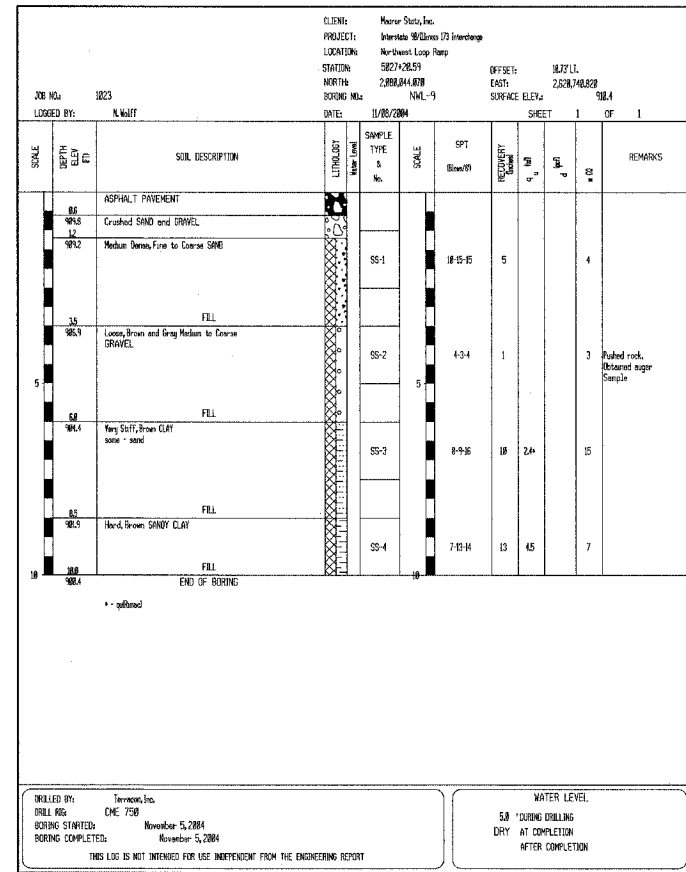 CLIENT: Maurer Stutz, Inc.
PROJECT: Interstate 90/Illinois 173 interchange
LOCATION: Northwest Loop Ramp
STATION: 5027+20.59 OFFSET: 10.73' LT.
NORTH: 2,080,044.070 EAST: 2,620,740.820
JOB NO.: 1023 BORING NO.: NWL-9 SURFACE ELEV.: 910.4
LOGGED BY: N.Wolff DATE: 11/08/2004 SHEET 1 OF 1
SCALE DEPTH ELEV (FT) SOIL DESCRIPTION LITHOLOGY Water Level SAMPLE TYPE & No. SCALE SPT (Blows/6") RECOVERY (inches) q u (tsf) d (pcf) w (%) REMARKS
ASPHALT PAVEMENT
0.6
909.8 Crushed SAND and GRAVEL
1.2
909.2 Medium Dense, Fine to Coarse SAND
SS-1 10-15-15 5 4
3.5 FILL
906.9 Loose, Brown and Gray Medium to Coarse
GRAVEL
SS-2 4-3-4 1 3 Pushed rock.
Obtained auger
Sample
5 5
6.0 FILL
904.4 Very Stiff, Brown CLAY
some - sand
SS-3 8-9-16 10 2.4* 15
8.5 FILL
901.9 Hard, Brown SANDY CLAY
SS-4 7-13-14 13 4.5 7
10 10.0 FILL 10
900.4 END OF BORING
DRILLED BY: Terracon, Inc.
DRILL RIG: CME 750
BORING STARTED: November 5, 2004
BORING COMPLETED: November 5, 2004
THIS LOG IS NOT INTENDED FOR USE INDEPENDENT FROM THE ENGINEERING REPORT
WATER LEVEL
5.0 ' DURING DRILLING
DRY AT COMPLETION
AFTER COMPLETION